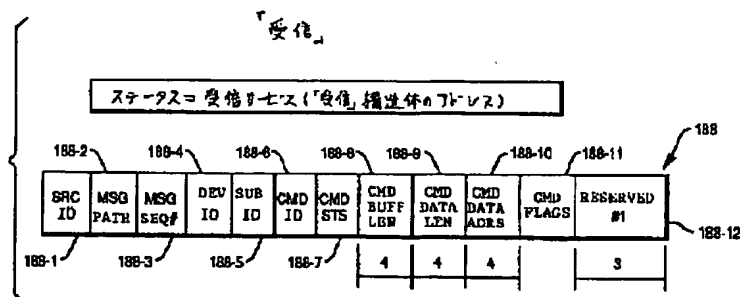 「受信」
ステータス＝受信サービス(「受信」構造体のアドレス)
188-2 188-4 188-6 188-8 188-9 188-10 188-11 188
SRC ID
MSG PATH
MSG SEQ#
DEV ID
SUB ID
CMD ID
CMD STS
CMD BUFF LEN
CMD DATA LEN
CMD DATA ADRS
CMD FLAGS
RESERVED #1
188-1 188-3 188-5 188-7 188-12
4 4 4 3